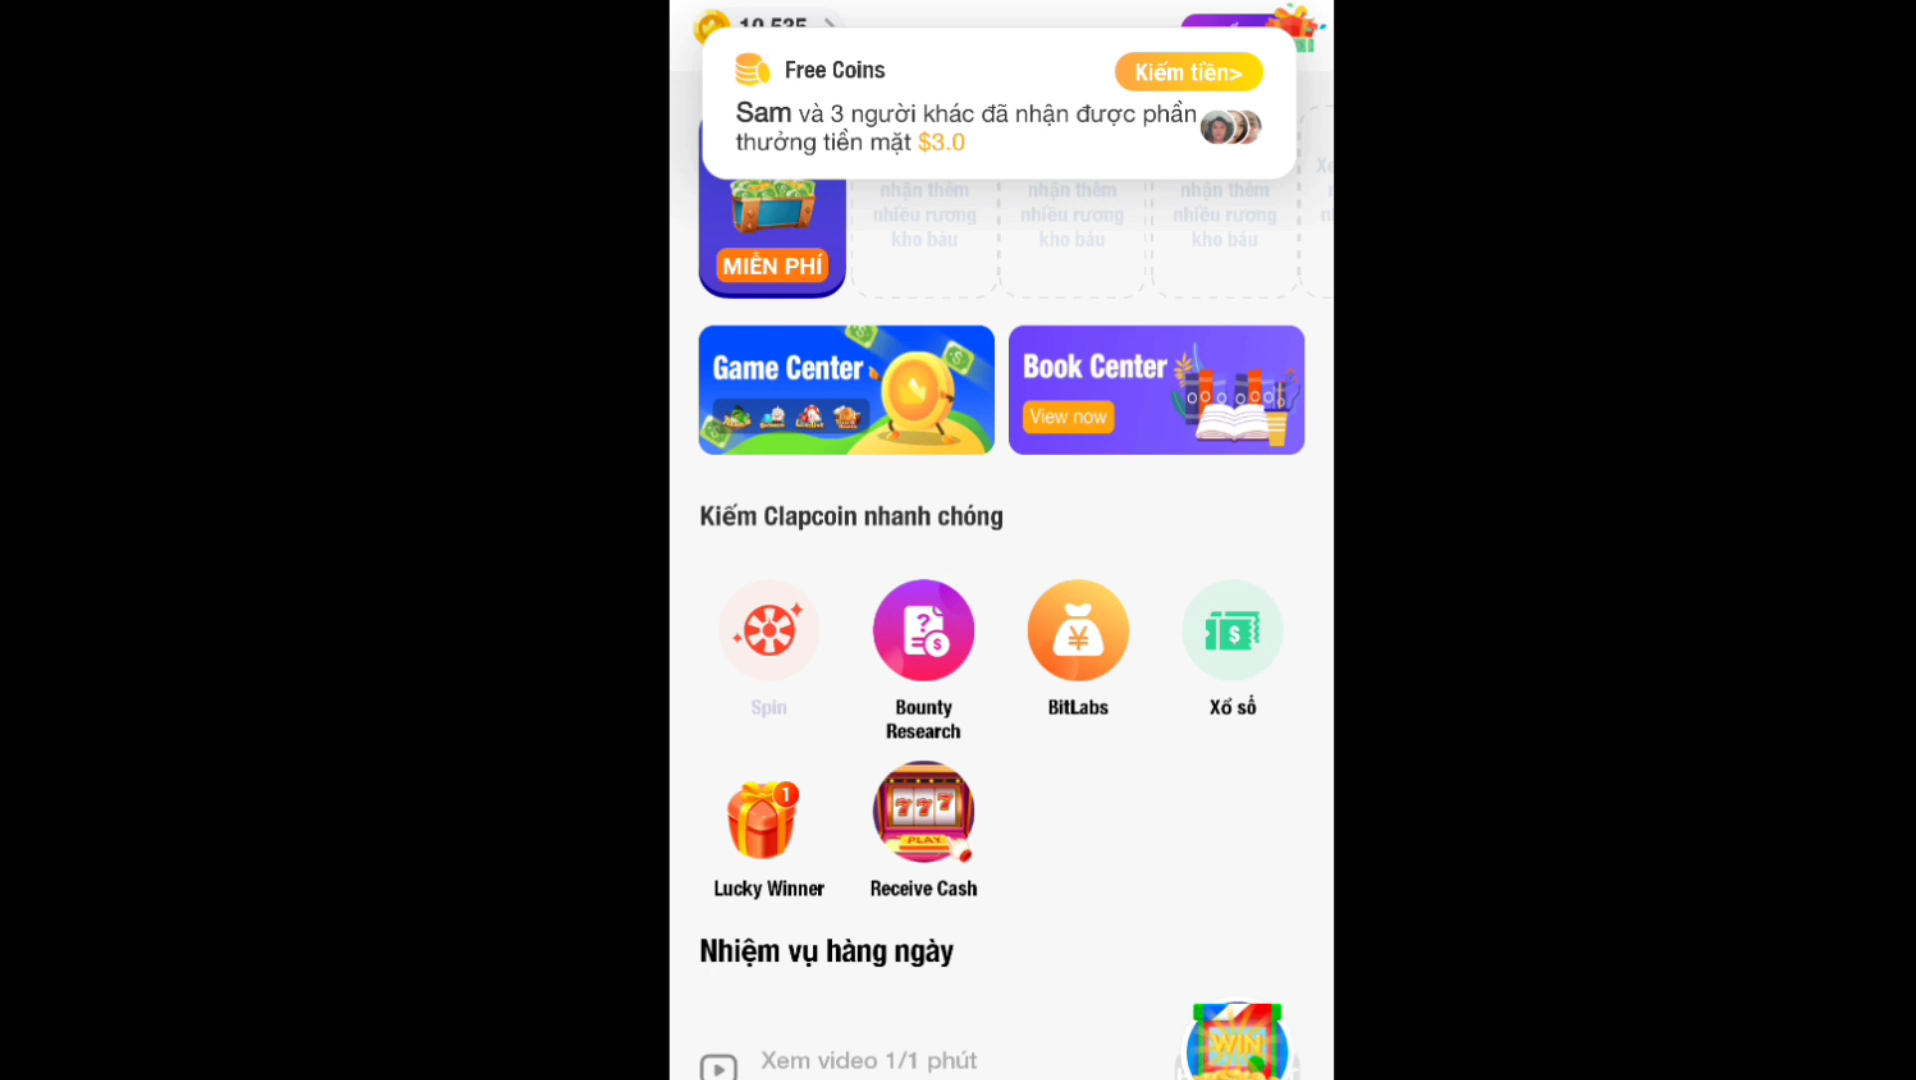 10,535
Free Coins
Kiếm tiền>
Sam và 3 người khác đã nhận được phần
thưởng tiền mặt $3.0
nhận thêm
nhiều rương
kho báu
nhận thêm
nhiều rương
kho báu
nhận thêm
nhiều rương
kho báu
MIỄN PHÍ
Game Center
Book Center
View now
Kiếm Clapcoin nhanh chóng
Spin
Bounty
Research
BitLabs
Xổ số
1
777
PLAY
Lucky Winner
Receive Cash
Nhiệm vụ hàng ngày
WIN
Xem video 1/1 phút